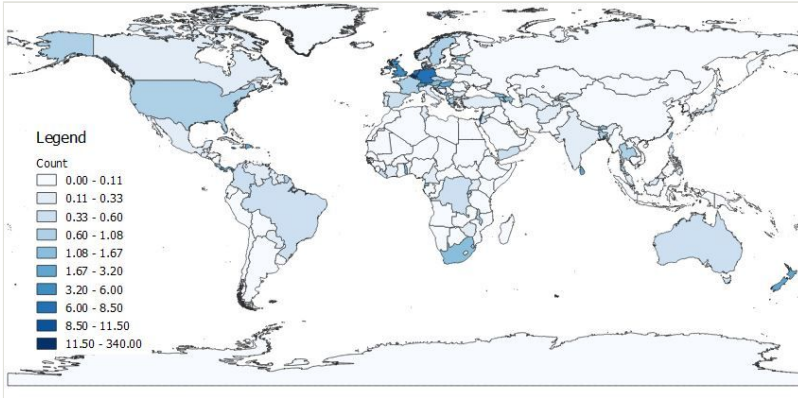 Legend
Count
0.00 - 0.11
0.11 - 0.33
0.33 - 0.60
0.60 - 1.08
1.08 - 1.67
1.67 - 3.20
3.20 - 6.00
6.00 - 8.50
8.50 - 11.50
11.50 - 340.00